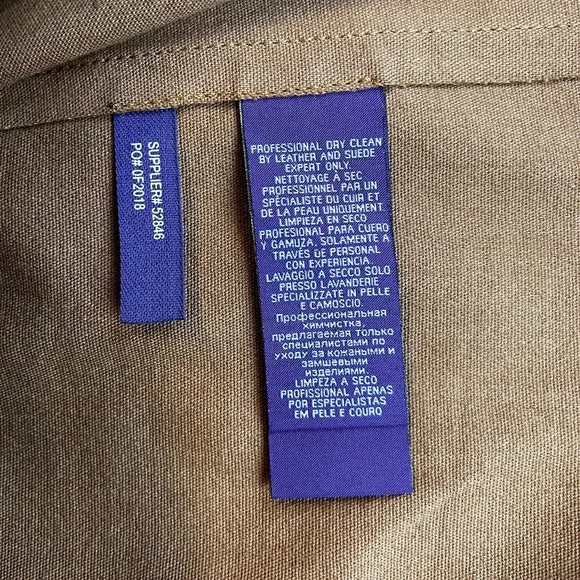 SUPPLIER# 52846
PO# 0F2018
PROFESSIONAL DRY CLEAN
BY LEATHER AND SUEDE
EXPERT ONLY.
NETTOYAGE À SEC
PROFESSIONNEL PAR UN
SPÉCIALISTE DU CUIR ET
DE LA PEAU UNIQUEMENT.
LIMPIEZA EN SECO
PROFESIONAL PARA CUERO
Y GAMUZA, SOLAMENTE A
TRAVÉS DE PERSONAL
CON EXPERIENCIA.
LAVAGGIO A SECCO SOLO
PRESSO LAVANDERIE
SPECIALIZZATE IN PELLE
E CAMOSCIO.
Профессиональная
химчистка,
предлагаемая только
специалистами по
уходу за кожаными и
замшевыми
изделиями.
LIMPEZA A SECO
PROFISSIONAL APENAS
POR ESPECIALISTAS
EM PELE E COURO